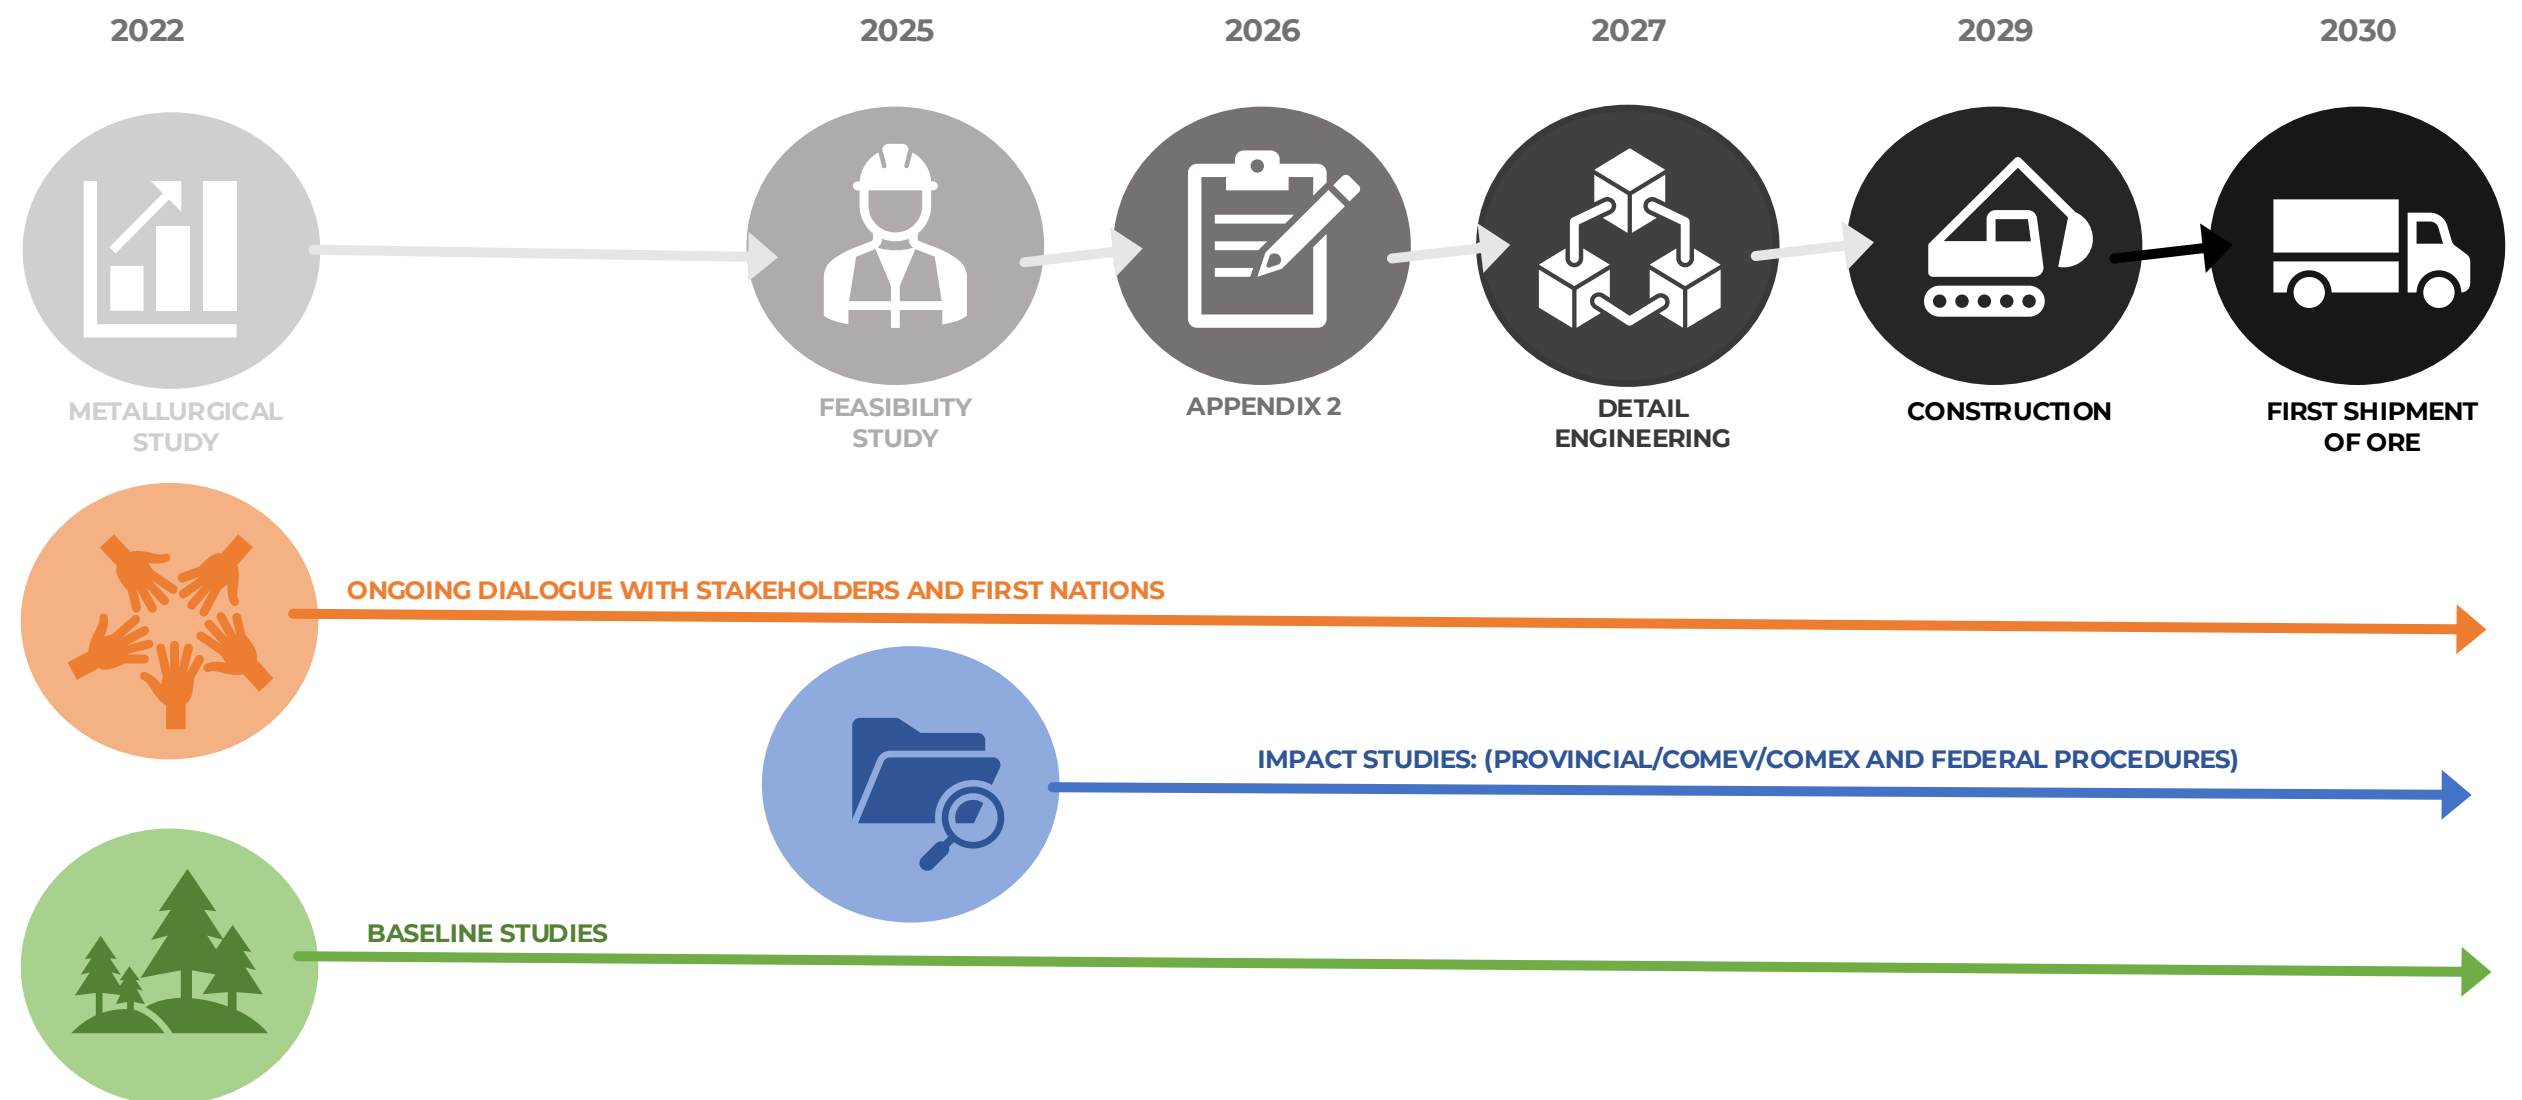 2022
2025
2026
2027
2029
2030
METALLURGICAL
STUDY
FEASIBILITY
STUDY
APPENDIX 2
DETAIL
ENGINEERING
CONSTRUCTION
FIRST SHIPMENT
OF ORE
ONGOING DIALOGUE WITH STAKEHOLDERS AND FIRST NATIONS
IMPACT STUDIES: (PROVINCIAL/COMEV/COMEX AND FEDERAL PROCEDURES)
BASELINE STUDIES